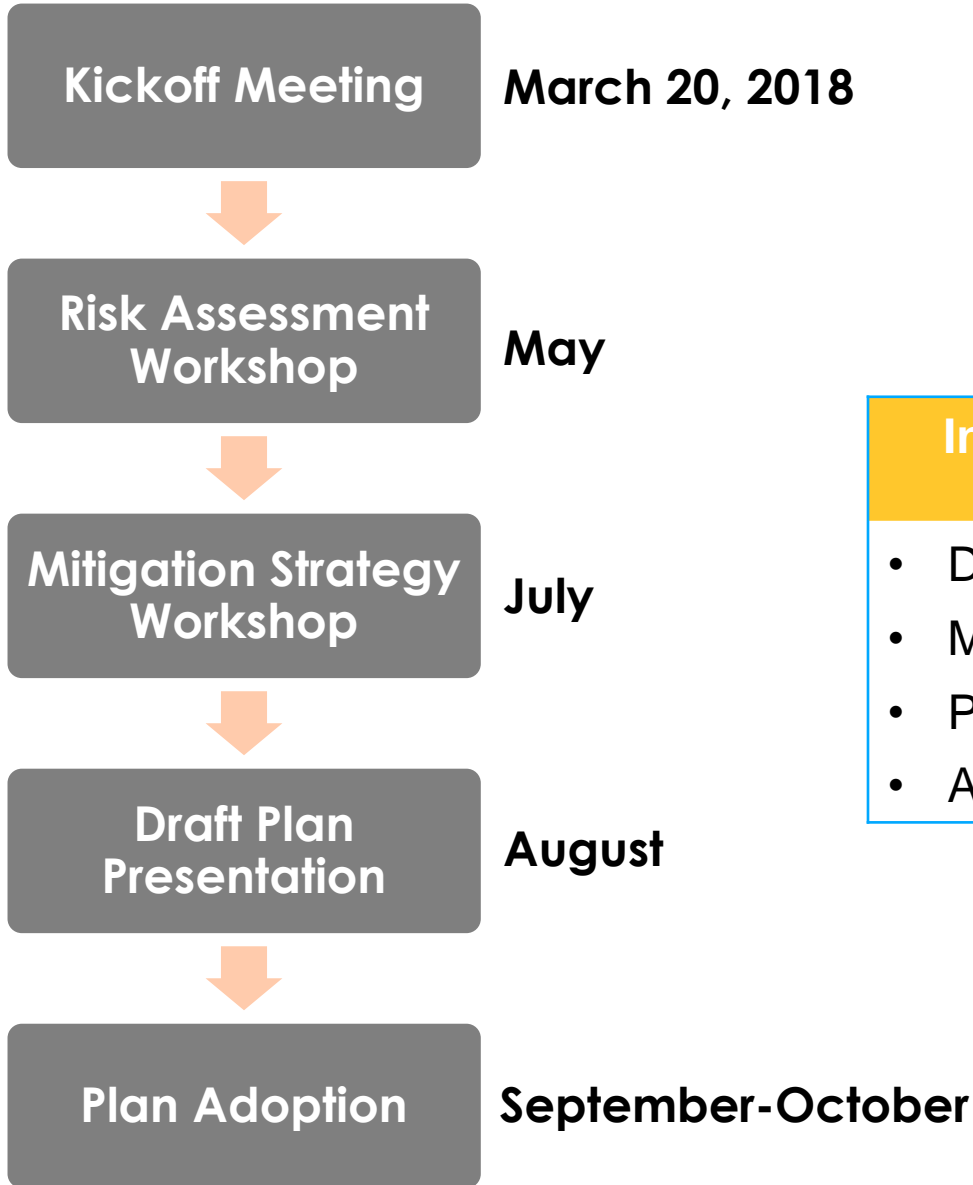 Kickoff Meeting
March 20, 2018
Risk Assessment
Workshop
May
Mitigation Strategy
Workshop
July
Draft Plan
Presentation
August
Plan Adoption
September-October